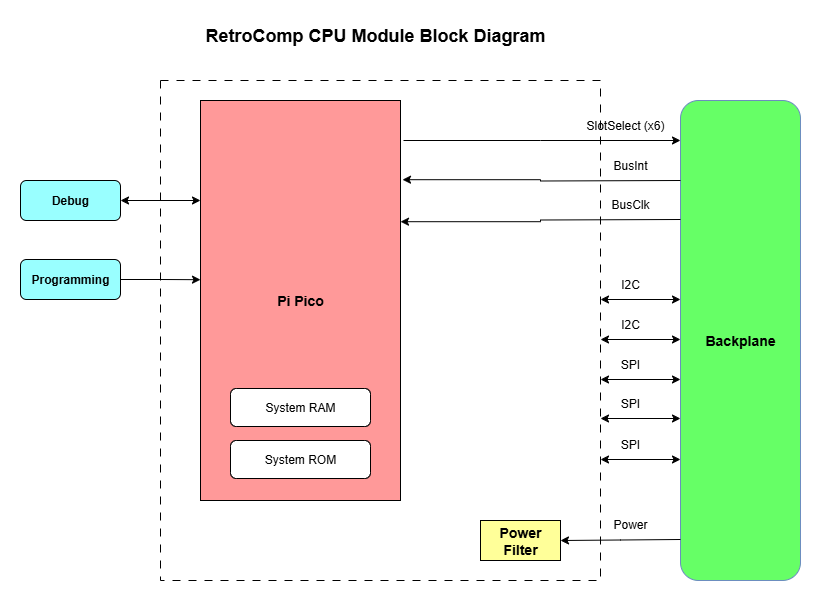 RetroComp CPU Module Block Diagram
SlotSelect (x6)
BusInt
BusClk
Debug
Programming
Pi Pico
I2C
I2C
SPI
SPI
SPI
Backplane
System RAM
System ROM
Power
Filter
Power